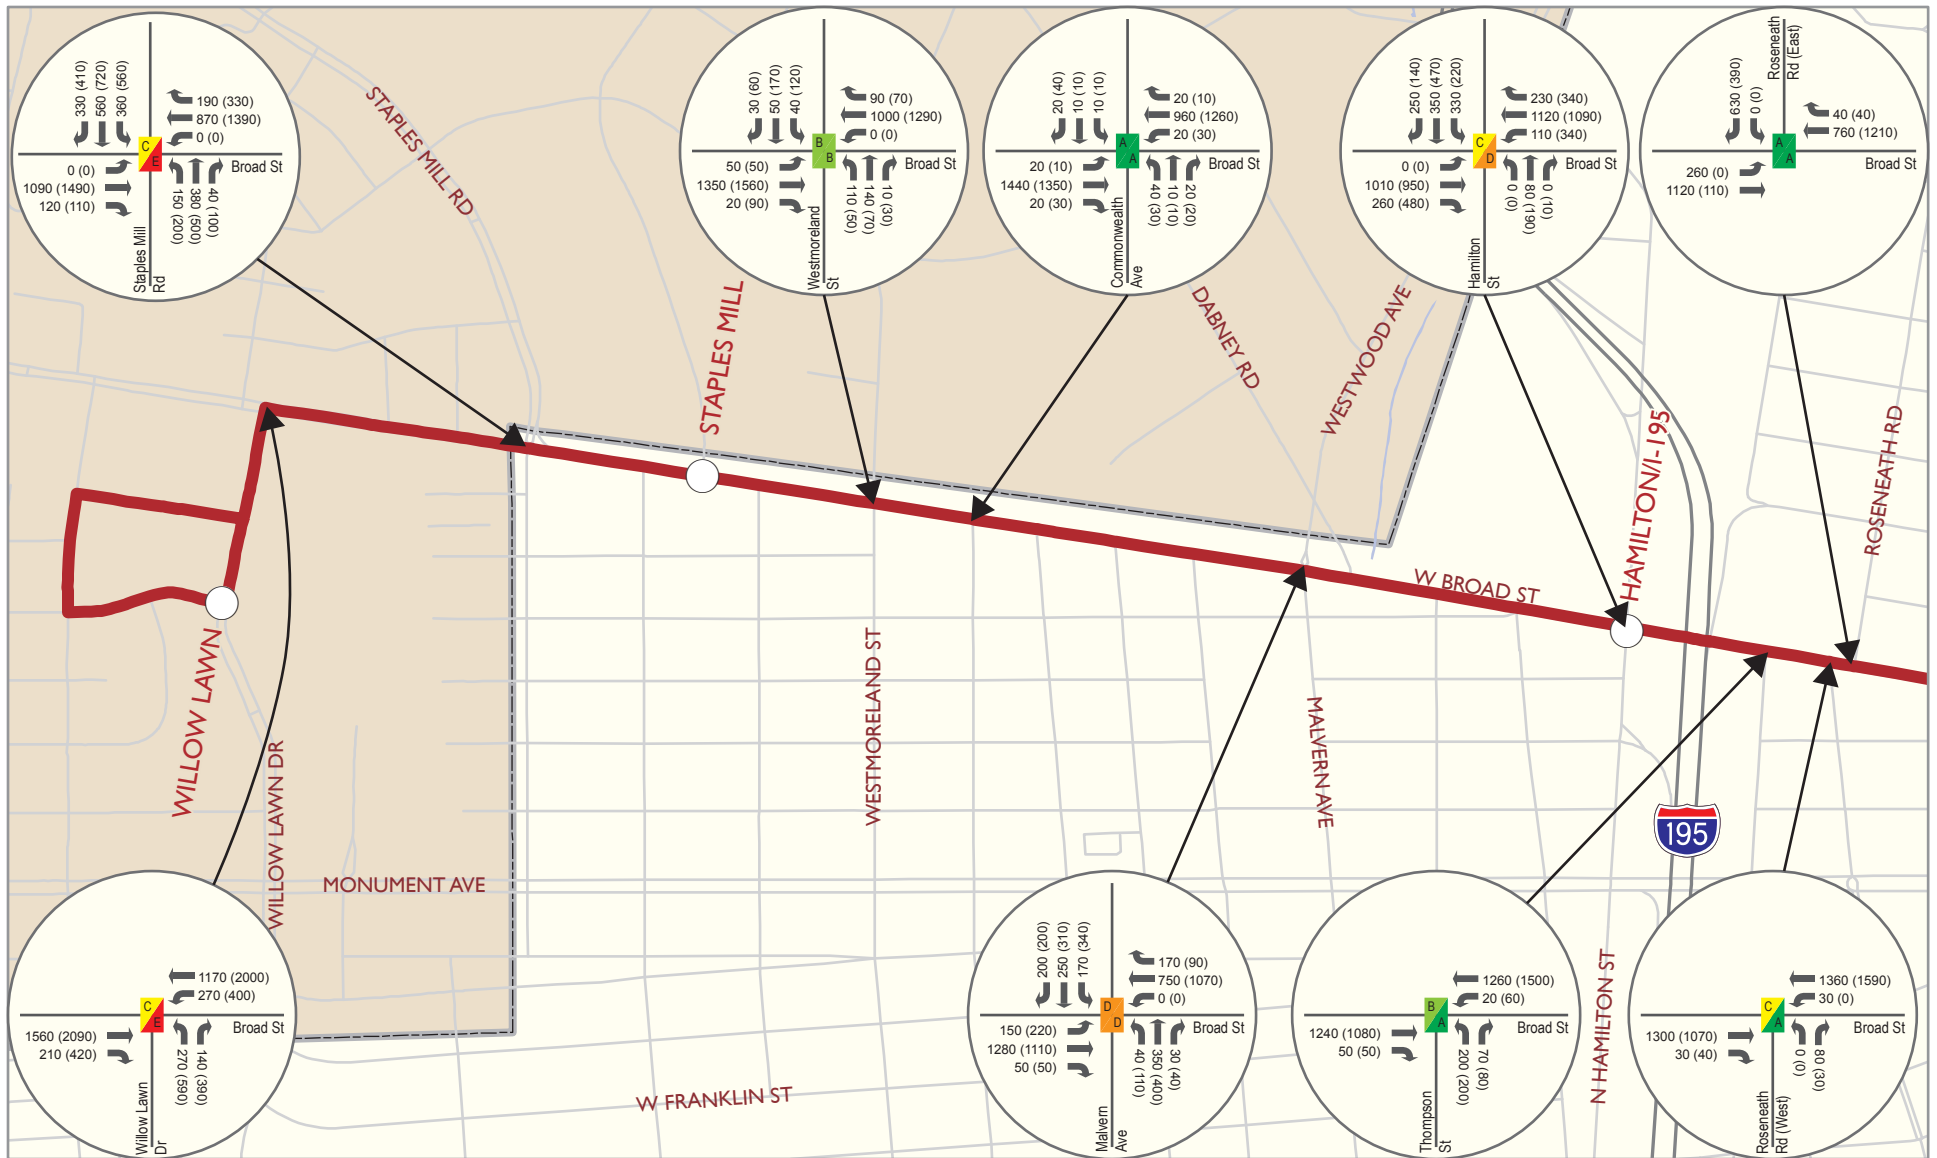 330 (410)
560 (720)
360 (560)
190 (330)
870 (1390)
0 (0)
C
E
Broad St
0 (0)
1090 (1490)
120 (110)
150 (200)
380 (500)
40 (100)
Staples Mill
Rd
30 (60)
50 (170)
40 (120)
90 (70)
1000 (1290)
0 (0)
B
B
Broad St
50 (50)
1350 (1560)
20 (90)
110 (50)
140 (70)
10 (30)
Westmoreland
St
20 (40)
10 (10)
10 (10)
20 (10)
960 (1260)
20 (30)
A
A
Broad St
20 (10)
1440 (1350)
20 (30)
40 (30)
10 (10)
20 (20)
Commonwealth
Ave
250 (140)
350 (470)
330 (220)
230 (340)
1120 (1090)
110 (340)
C
D
Broad St
0 (0)
1010 (950)
260 (480)
0 (0)
80 (190)
0 (10)
Hamilton
St
630 (390)
0 (0)
Roseneath
Rd (East)
40 (40)
760 (1210)
A
A
Broad St
260 (0)
1120 (110)
STAPLES MILL RD
STAPLES MILL
DABNEY RD
WESTWOOD AVE
HAMILTON/I-195
ROSENEATH RD
W BROAD ST
WILLOW LAWN
WILLOW LAWN DR
WESTMORELAND ST
MALVERN AVE
195
MONUMENT AVE
N HAMILTON ST
W FRANKLIN ST
1170 (2000)
270 (400)
C
E
Broad St
1560 (2090)
210 (420)
270 (590)
140 (390)
Willow Lawn
Dr
200 (200)
250 (310)
170 (340)
170 (90)
750 (1070)
0 (0)
D
D
Broad St
150 (220)
1280 (1110)
50 (50)
40 (110)
350 (400)
30 (40)
Malvern
Ave
1260 (1500)
20 (60)
B
A
Broad St
1240 (1080)
50 (50)
200 (200)
70 (80)
Thompson
St
1360 (1590)
30 (0)
C
A
Broad St
1300 (1070)
30 (40)
0 (0)
80 (30)
Roseneath
Rd (West)